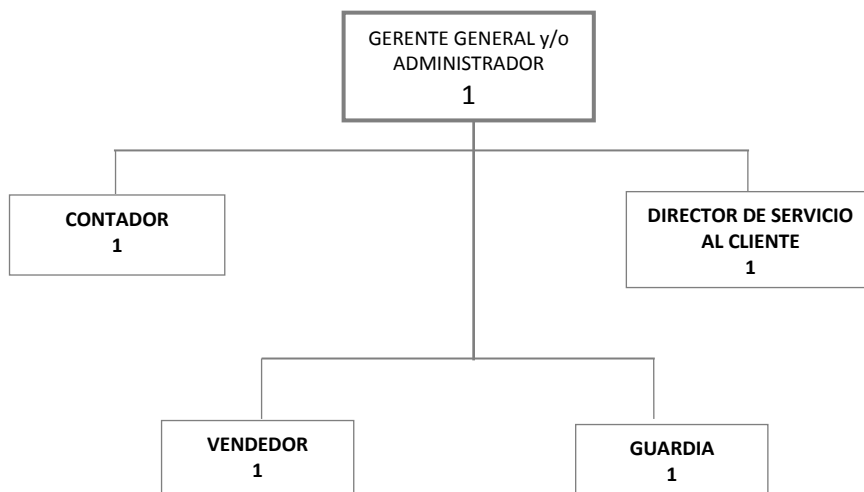 GERENTE GENERAL y/o
ADMINISTRADOR
1
CONTADOR
1
DIRECTOR DE SERVICIO
AL CLIENTE
1
VENDEDOR
1
GUARDIA
1